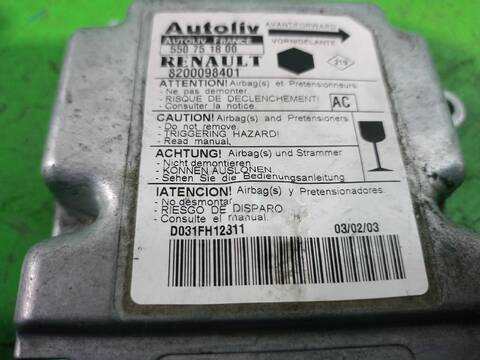 Autoliv
AUTOLIV FRANCE
550 75 18 00
RENAULT
8200098401
AVANT/FORWARD
VORN/DELANTE
ATTENTION! Airbag(s) et Pretensionneurs
- Ne pas demonter.
- RISQUE DE DECLENCHEMENT!
- Consulter la notice.
AC
CAUTION! Airbag(s) and Pretensioners
- Do not remove.
- TRIGGERING HAZARD!
- Read manual.
ACHTUNG! Airbag(s) und Strammer
- Nicht demontieren.
- KONNEN AUSLONEN
- Sehen Sie die Bedienungsanleitung
!ATENCION! Airbag(s) y Pretensionadores.
- No desmontar
- RIESGO DE DISPARO
- Consulte el manual.
D031FH12311
03/02/03